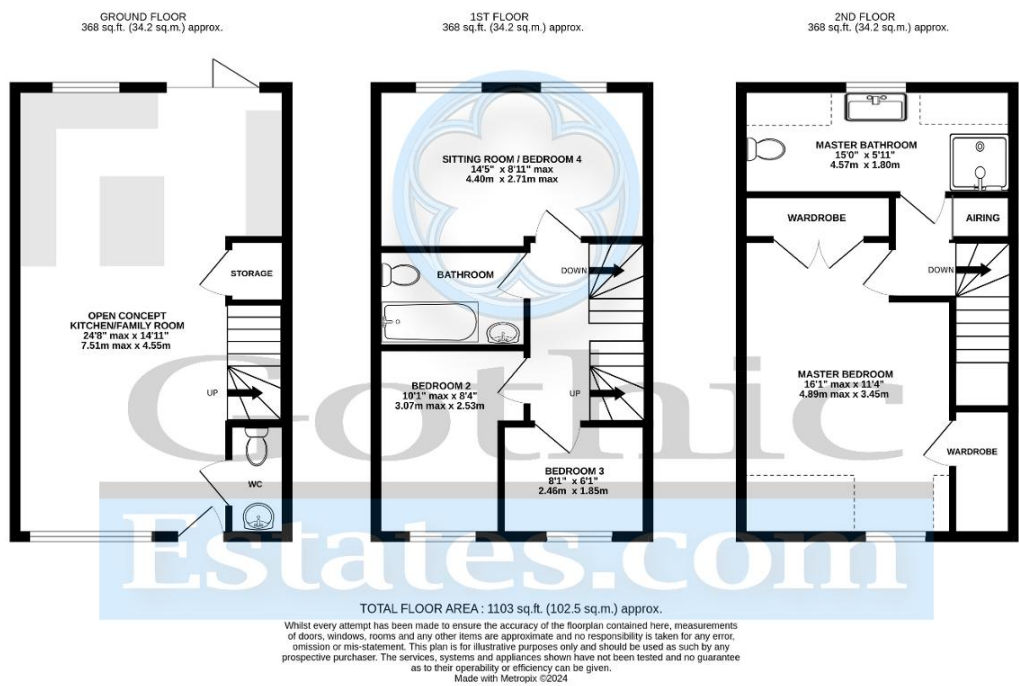 GROUND FLOOR
368 sq.ft. (34.2 sq.m.) approx.
1ST FLOOR
368 sq.ft. (34.2 sq.m.) approx.
2ND FLOOR
368 sq.ft. (34.2 sq.m.) approx.
STORAGE
OPEN CONCEPT
KITCHEN/FAMILY ROOM
24'8" max x 14'11"
7.51m max x 4.55m
UP
WC
SITTING ROOM / BEDROOM 4
14'5" x 8'11" max
4.40m x 2.71m max
BATHROOM
DOWN
BEDROOM 2
10'1" max x 8'4"
3.07m max x 2.53m
UP
BEDROOM 3
8'1" x 6'1"
2.46m x 1.85m
MASTER BATHROOM
15'0" x 5'11"
4.57m x 1.80m
WARDROBE
AIRING
DOWN
MASTER BEDROOM
16'1" max x 11'4"
4.89m max x 3.45m
WARDROBE
Gothic
Estates.com
TOTAL FLOOR AREA : 1103 sq.ft. (102.5 sq.m.) approx.
Whilst every attempt has been made to ensure the accuracy of the floorplan contained here, measurements
of doors, windows, rooms and any other items are approximate and no responsibility is taken for any error,
omission or mis-statement. This plan is for illustrative purposes only and should be used as such by any
prospective purchaser. The services, systems and appliances shown have not been tested and no guarantee
as to their operability or efficiency can be given.
Made with Metropix ©2024